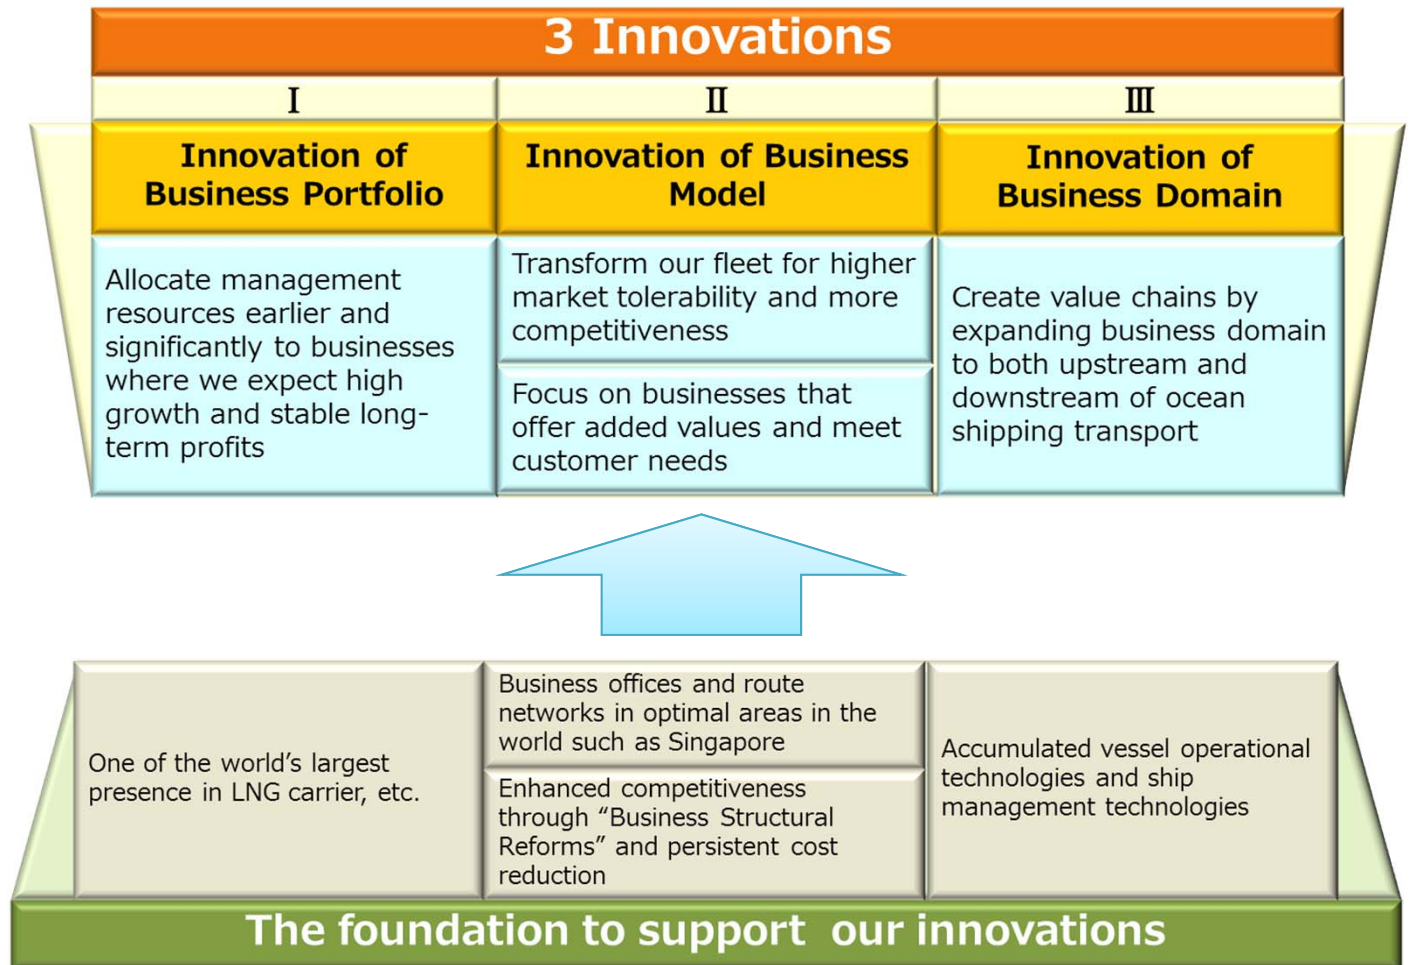 3 Innovations
Ⅰ
Ⅱ
Ⅲ
Innovation of
Business Portfolio
Innovation of Business
Model
Innovation of
Business Domain
Allocate management
resources earlier and
significantly to businesses
where we expect high
growth and stable long-
term profits
Transform our fleet for higher
market tolerability and more
competitiveness
Focus on businesses that
offer added values and meet
customer needs
Create value chains by
expanding business domain
to both upstream and
downstream of ocean
shipping transport
One of the world’s largest
presence in LNG carrier, etc.
Business offices and route
networks in optimal areas in the
world such as Singapore
Enhanced competitiveness
through “Business Structural
Reforms” and persistent cost
reduction
Accumulated vessel operational
technologies and ship
management technologies
The foundation to support our innovations